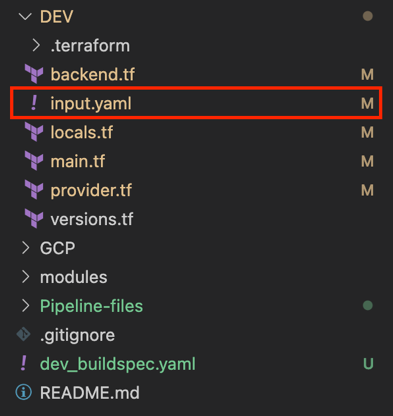 DEV
.terraform
backend.tf M
! input.yaml M
locals.tf M
main.tf M
provider.tf M
versions.tf
GCP
modules
Pipeline-files
.gitignore
! dev_buildspec.yaml U
README.md